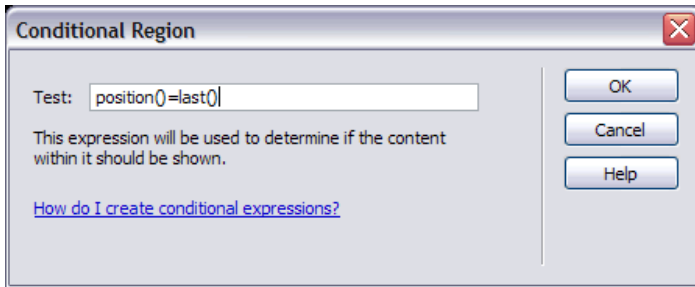 Conditional Region
Test: position()=last()
This expression will be used to determine if the content
within it should be shown.
How do I create conditional expressions?
OK
Cancel
Help